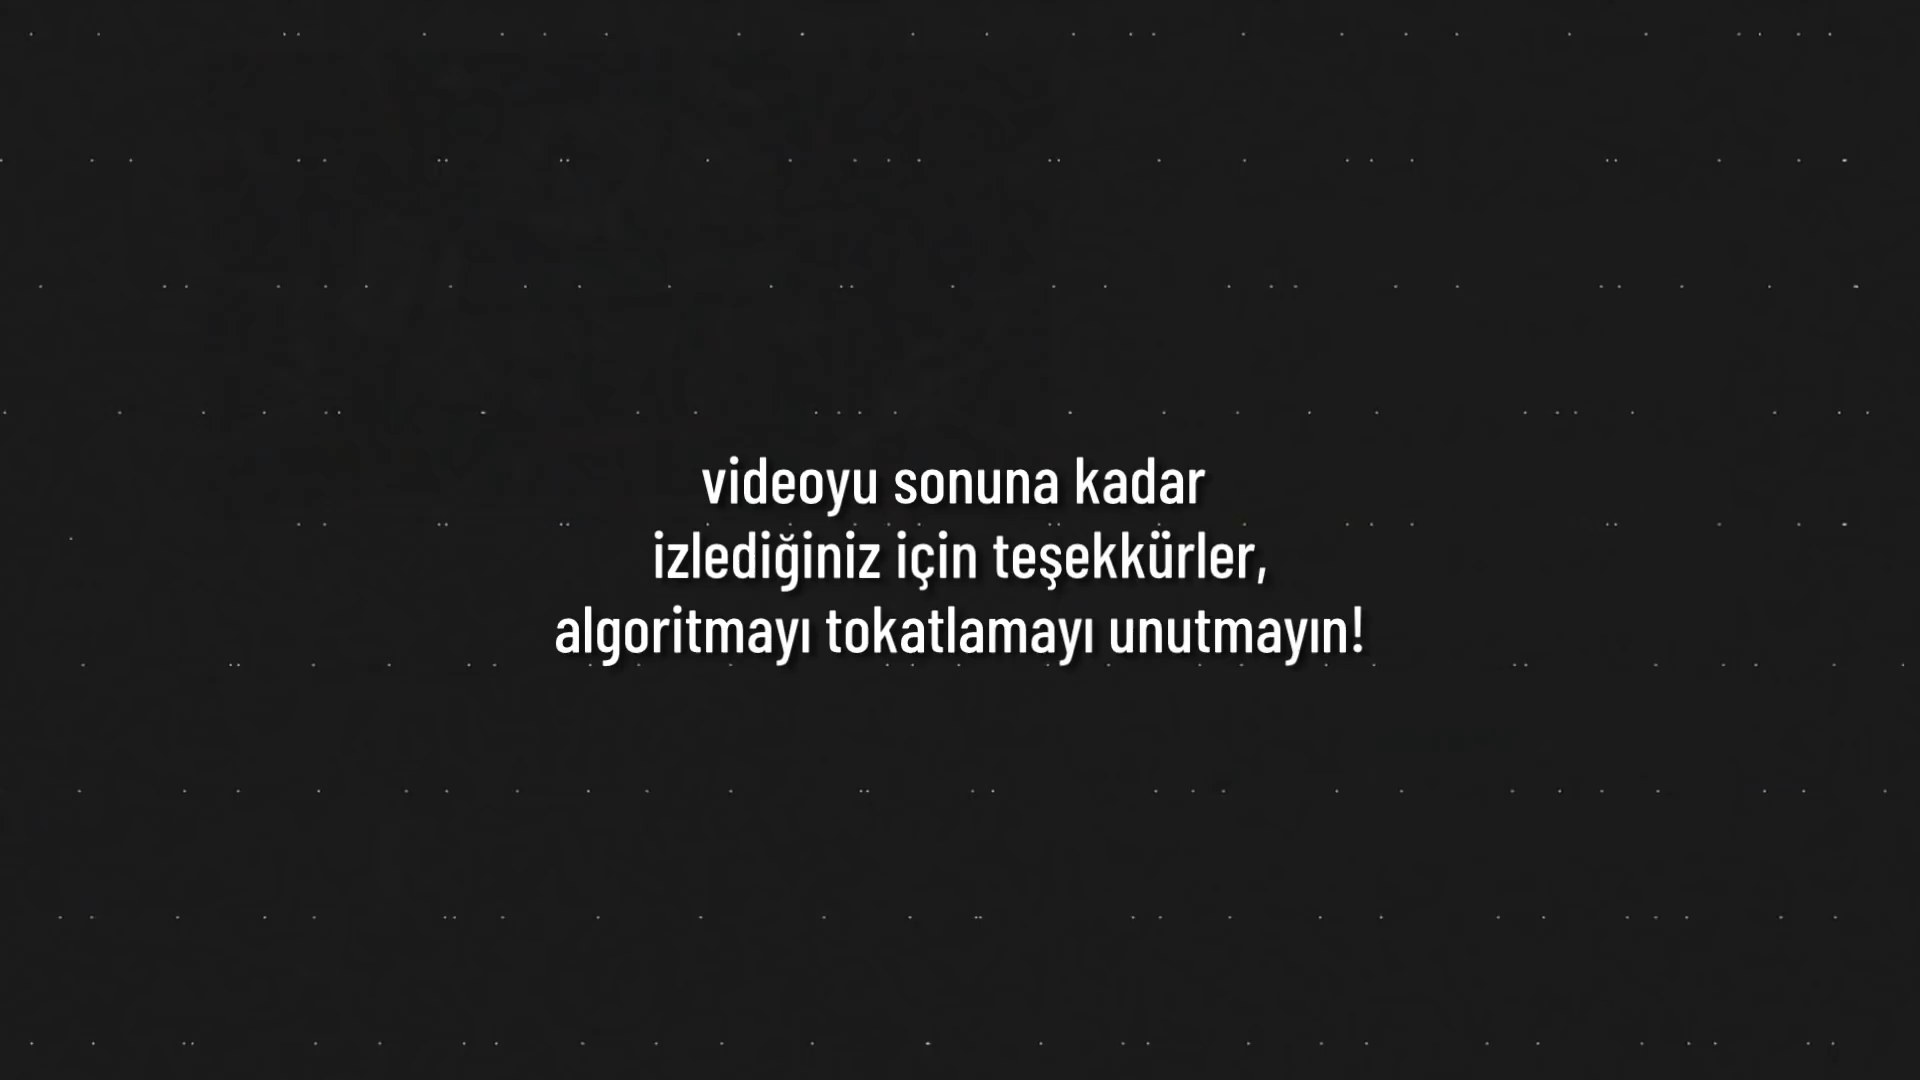 videoyu sonuna kadar
izlediğiniz için teşekkürler,
algoritmayı tokatlamayı unutmayın!